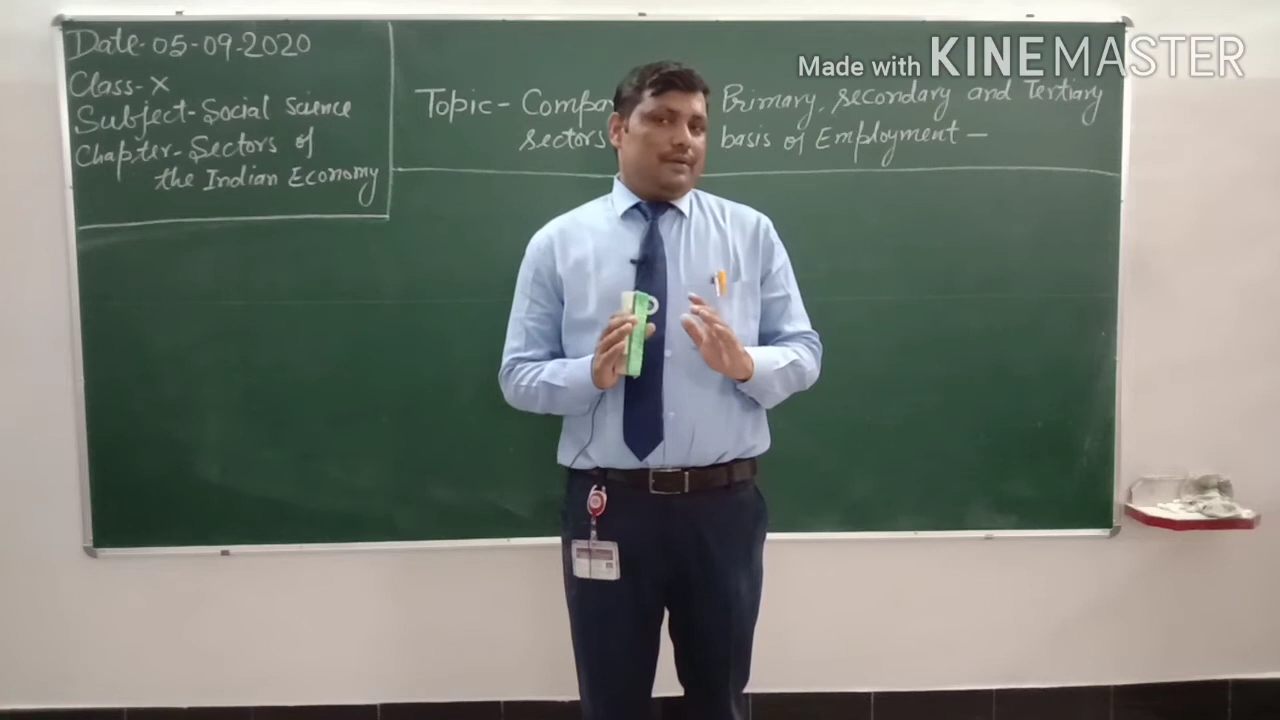 Date-05-09-2020
Class-X
Subject-Social Science
Chapter-Sectors of
the Indian Economy
Made with KINEMASTER
Topic- Compar Primary, secondary and Tertiary
sectors basis of Employment-